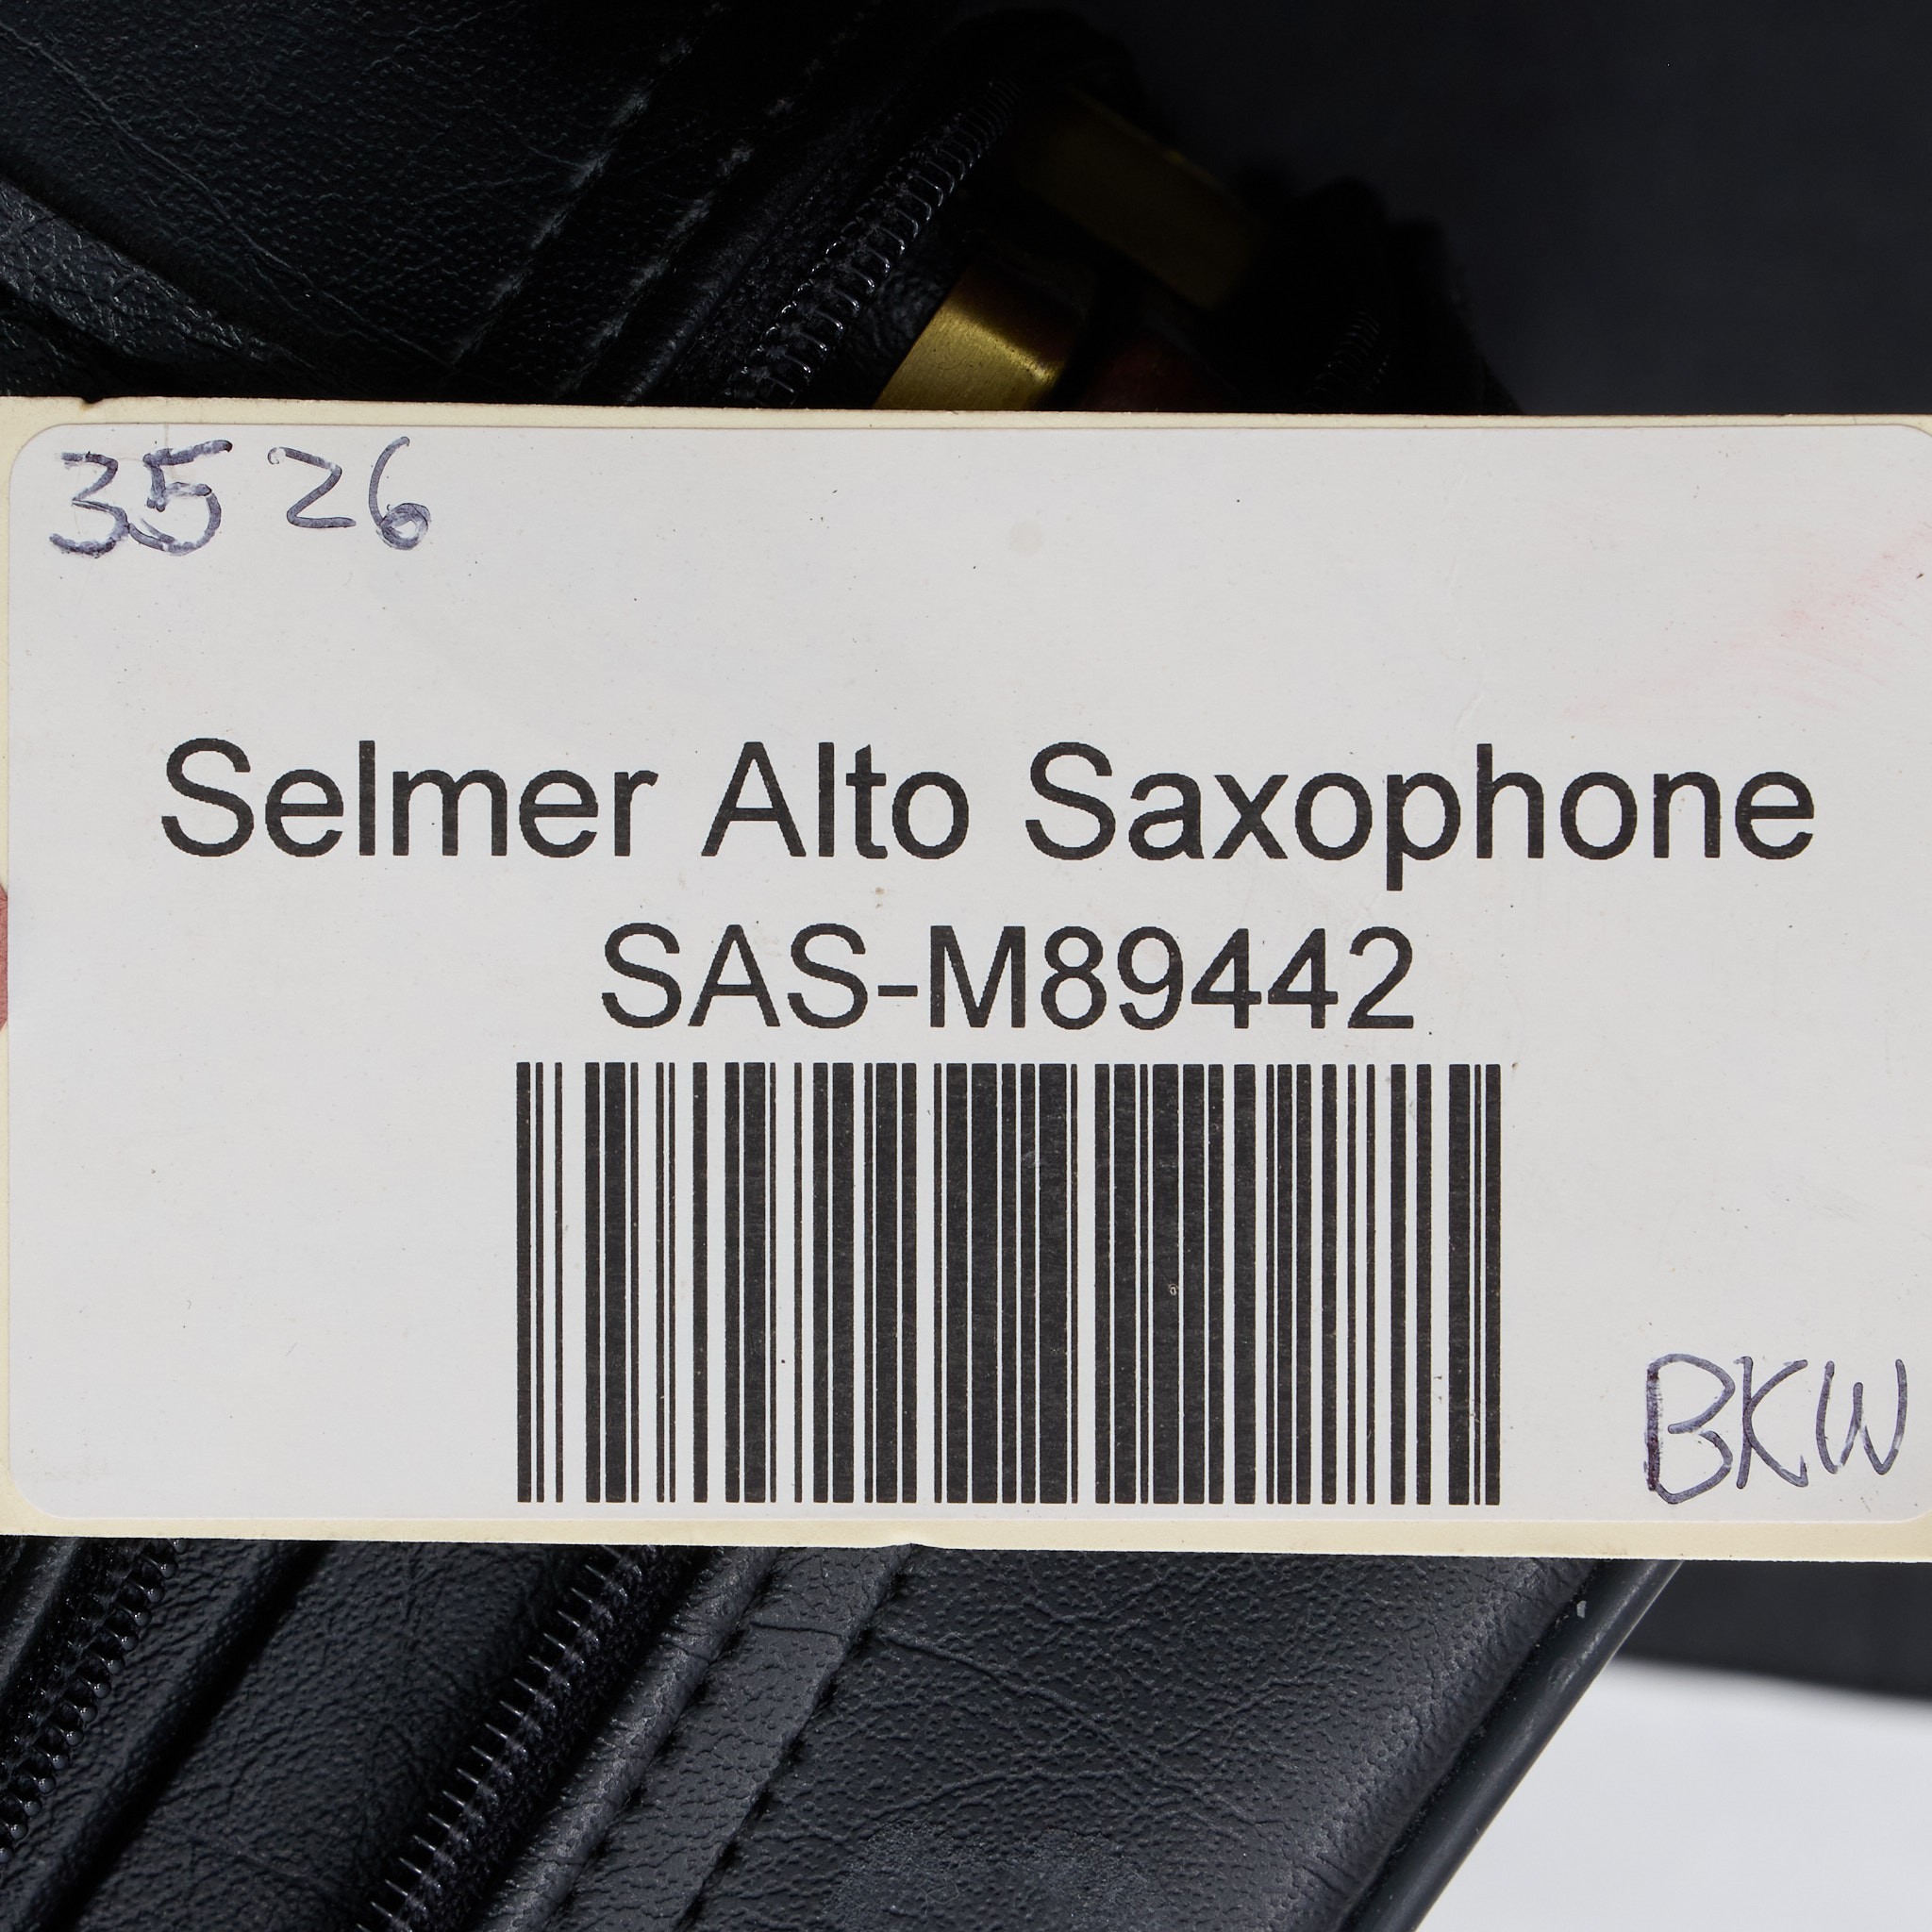 3526
Selmer Alto Saxophone
SAS-M89442
BKW